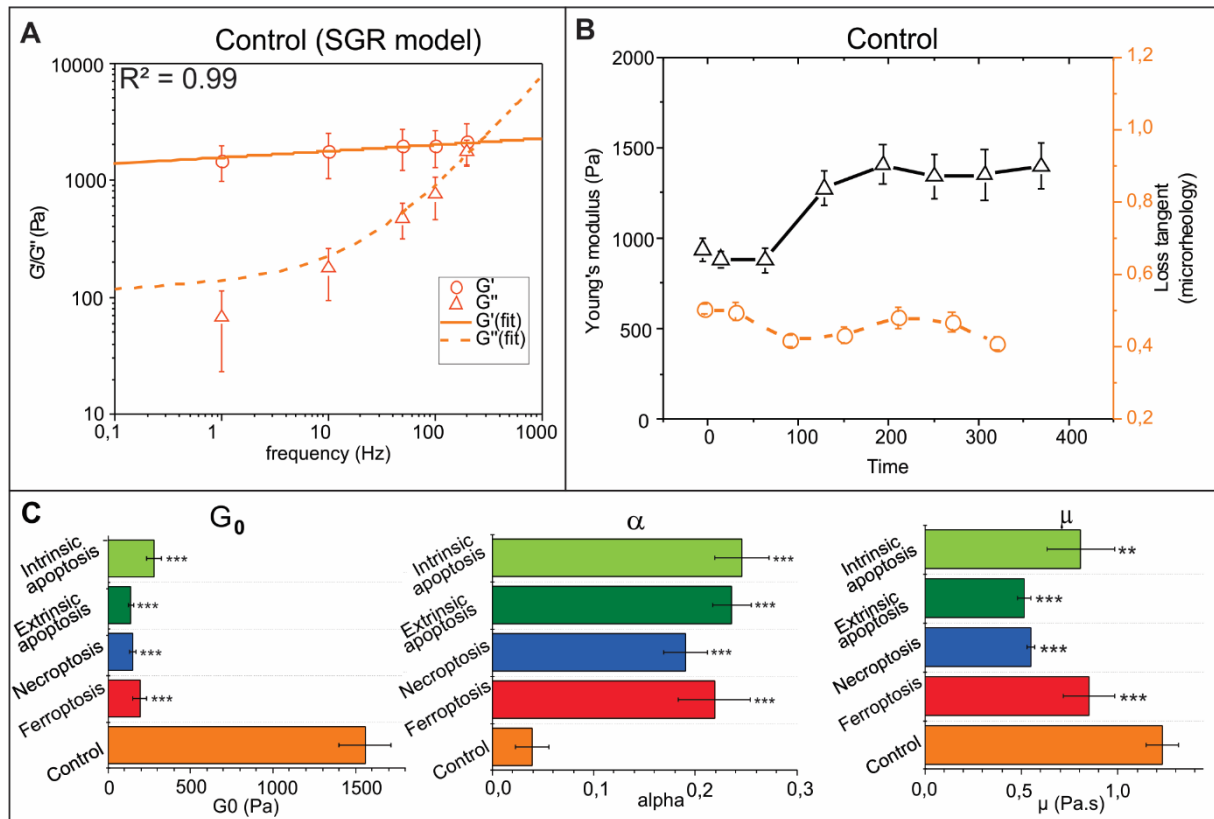 A
Control (SGR model)
R² = 0.99
10000
1000
100
10
G'/G" (Pa)
0,1
1
10
100
1000
frequency (Hz)
G'
G"
G'(fit)
G"(fit)
B
Control
2000
1500
1000
500
0
Young's modulus (Pa)
1,2
1,0
0,8
0,6
0,4
0,2
Loss tangent
(microrheology)
0
100
200
300
400
Time
C
G₀
Intrinsic
apoptosis
Extrinsic
apoptosis
Necroptosis
Ferroptosis
Control
***
***
***
***
0
500
1000
1500
G0 (Pa)
α
Intrinsic
apoptosis
Extrinsic
apoptosis
Necroptosis
Ferroptosis
Control
***
***
***
***
0,0
0,1
0,2
0,3
alpha
μ
Intrinsic
apoptosis
Extrinsic
apoptosis
Necroptosis
Ferroptosis
Control
**
***
***
***
0,0
0,5
1,0
μ (Pa.s)